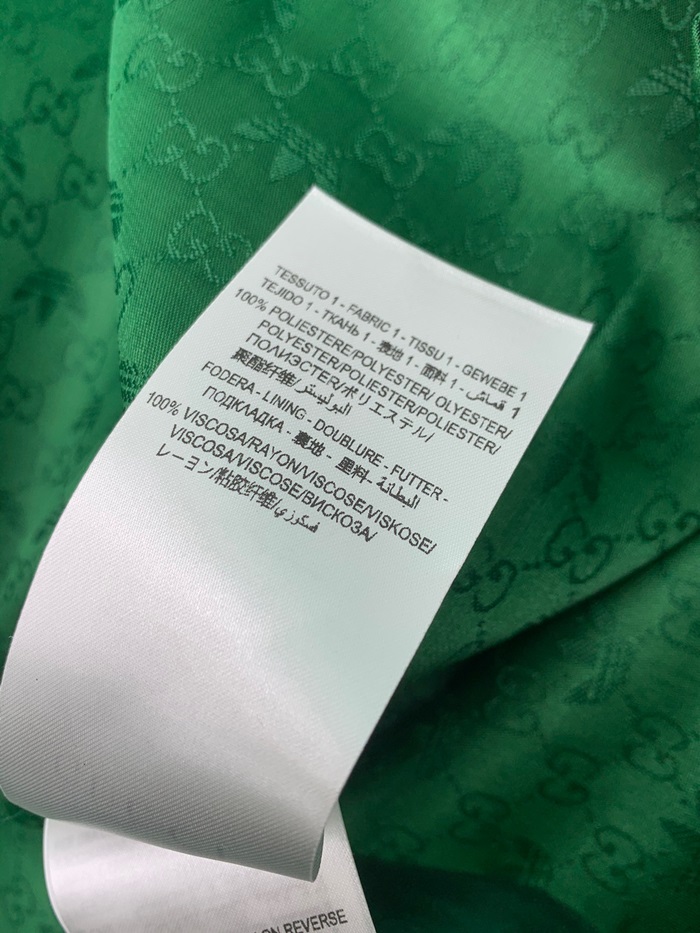 TESSUTO 1 - FABRIC 1 - TISSU 1 - GEWEBE 1
TEJIDO 1 - ТКАНЬ 1 - 表地 1 - 面料 1 - قماش 1
100% POLIESTERE/POLYESTER/ OLYESTER/
POLYESTER/POLIESTER/POLIESTER/
ПОЛИЭСТЕР/ポリエステル/
聚酯纤维/البوليستر
FODERA - LINING - DOUBLURE - FUTTER -
ПОДКЛАДКА - 裏地 - 里料 - البطانة
100% VISCOSA/RAYON/VISCOSE/VISKOSE/
VISCOSA/VISCOSE/ВИСКОЗА/
レーヨン/粘胶纤维/فسكوزي
ON REVERSE